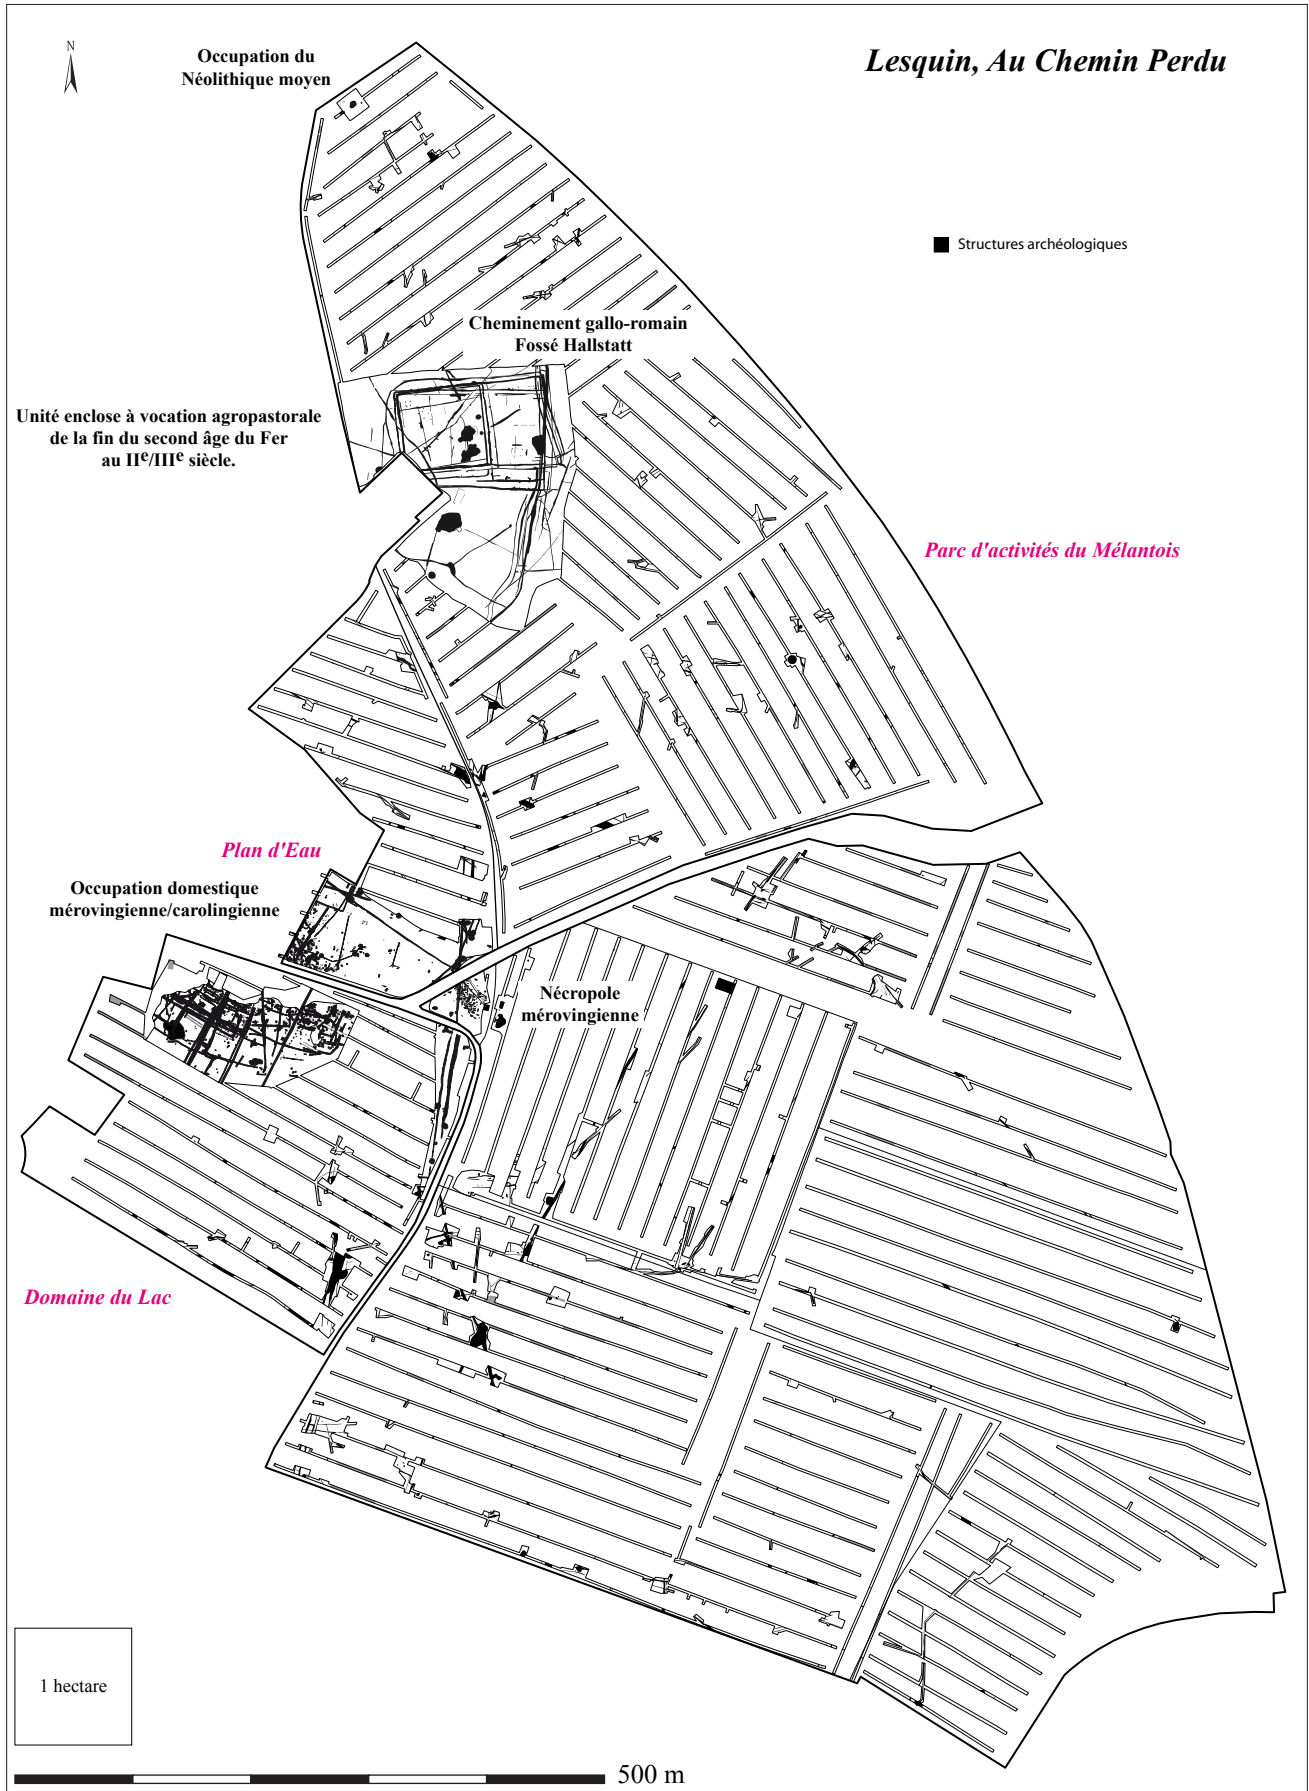 N
Occupation du
Néolithique moyen
Lesquin, Au Chemin Perdu
Structures archéologiques
Cheminement gallo-romain
Fossé Hallstatt
Unité enclose à vocation agropastorale
de la fin du second âge du Fer
au IIe/IIIe siècle.
Parc d'activités du Mélantois
Plan d'Eau
Occupation domestique
mérovingienne/carolingienne
Nécropole
mérovingienne
Domaine du Lac
1 hectare
500 m